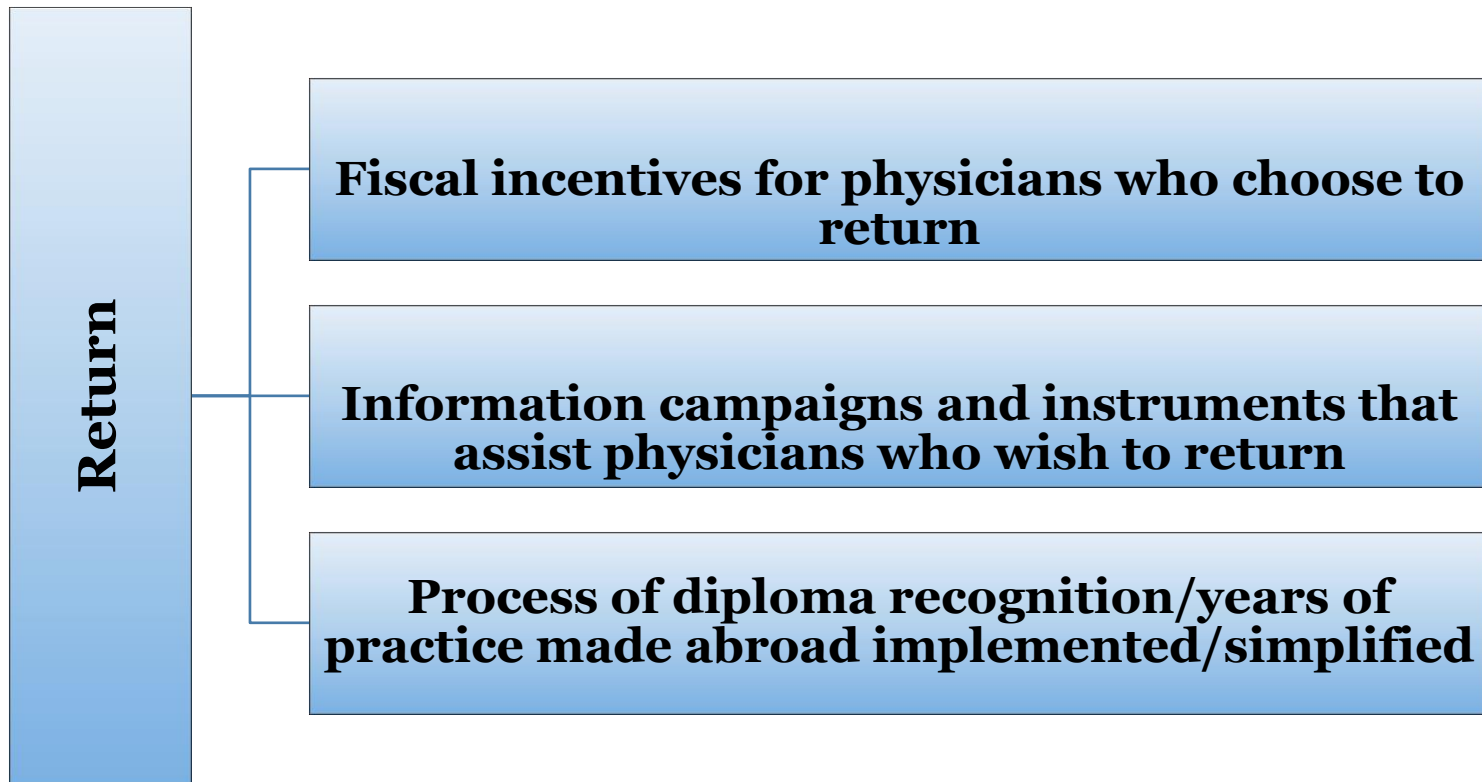 Return
Fiscal incentives for physicians who choose to
return
Information campaigns and instruments that
assist physicians who wish to return
Process of diploma recognition/years of
practice made abroad implemented/simplified